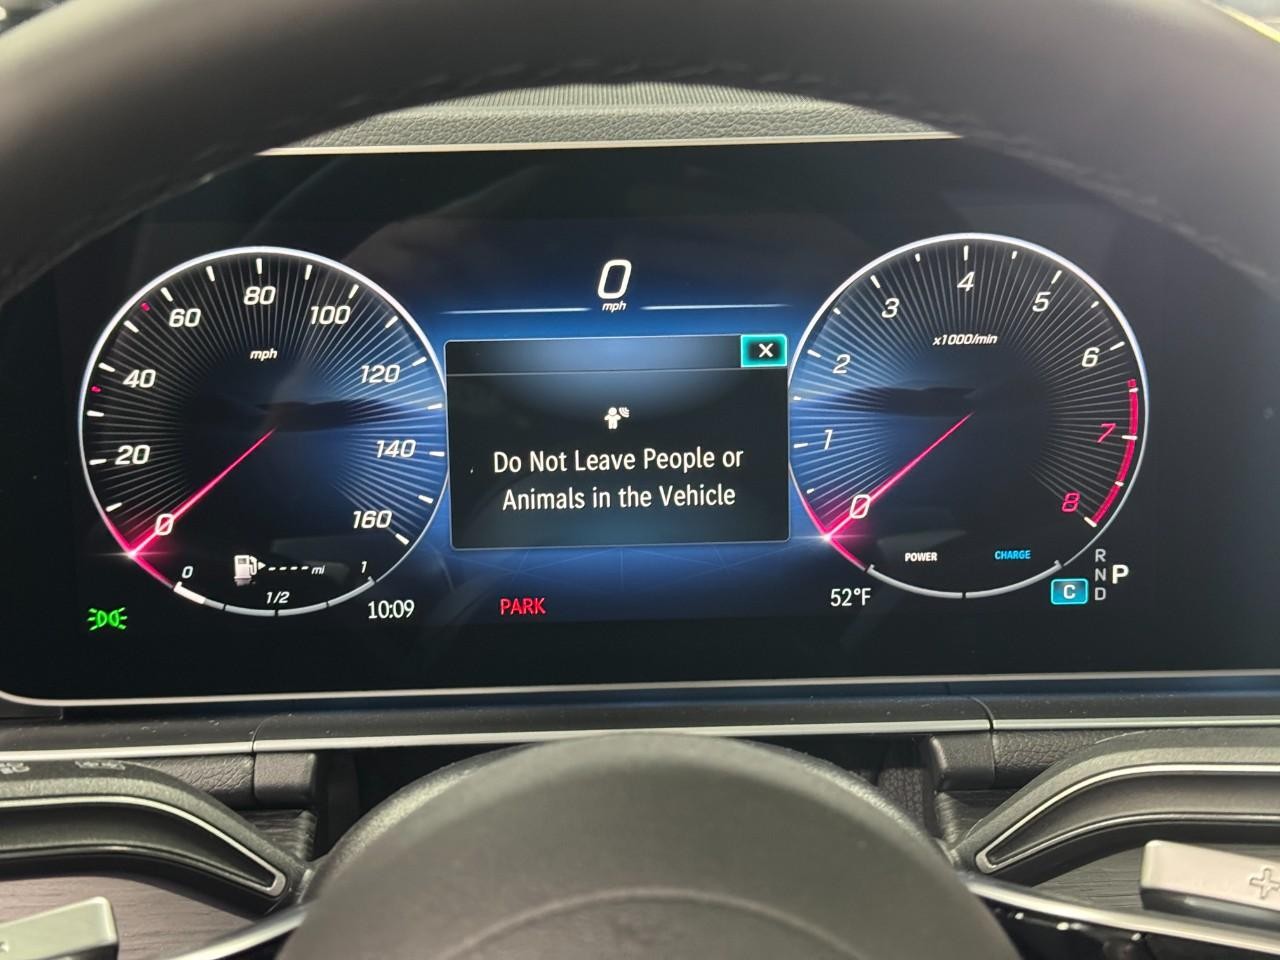 0
mph
80
60
100
mph
40
120
20
140
0
160
0
mi
1
1/2
10:09
X
Do Not Leave People or
Animals in the Vehicle
PARK
4
3
5
x1000/min
2
6
1
7
0
8
POWER
CHARGE
52°F
C
R
N
D
P